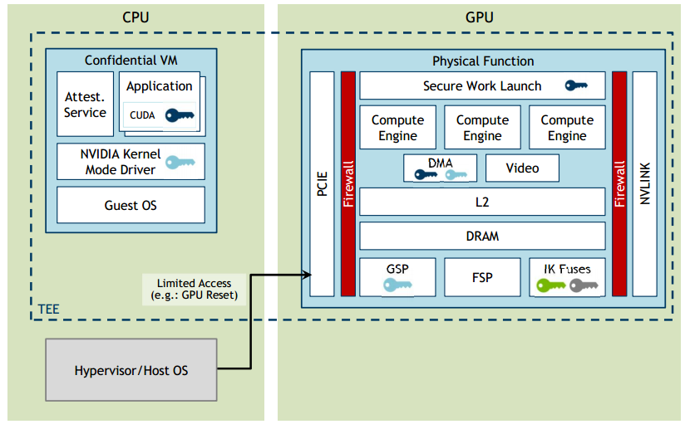 CPU
GPU
Confidential VM
Attest.
Service
Application
CUDA
NVIDIA Kernel
Mode Driver
Guest OS
Physical Function
PCIE
Firewall
Secure Work Launch
Compute
Engine
Compute
Engine
Compute
Engine
DMA
Video
L2
DRAM
GSP
FSP
IK Fuses
Firewall
NVLINK
Limited Access
(e.g.: GPU Reset)
TEE
Hypervisor/Host OS